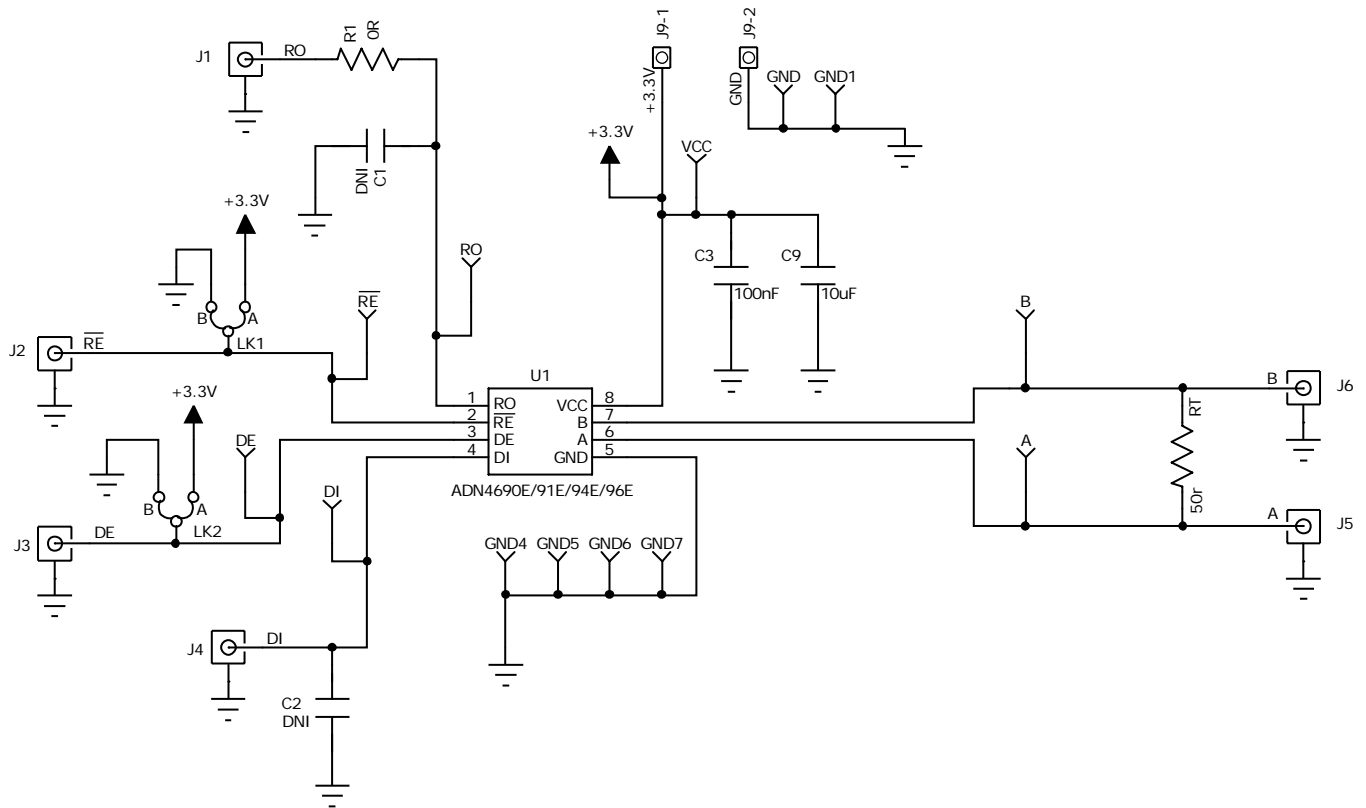 J1
RO
R1
0R
J9-1
+3.3V
J9-2
GND
GND
GND1
+3.3V
VCC
DNI
C1
+3.3V
RO
C3
100nF
C9
10uF
B
A
LK1
RE
J2
RE
B
U1
1
RO
VCC
8
2
RE
B
7
3
DE
A
6
4
DI
GND
5
ADN4690E/91E/94E/96E
B
J6
RT
50r
A
A
J5
+3.3V
DE
B
A
LK2
J3
DE
DI
GND4
GND5
GND6
GND7
J4
DI
C2
DNI